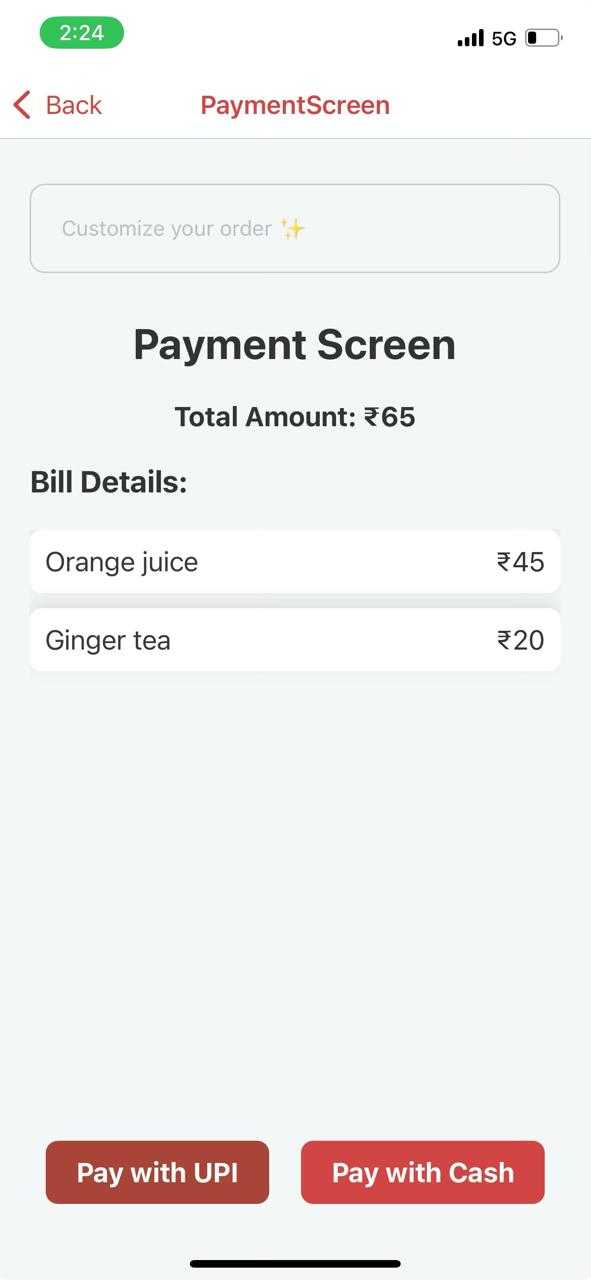 2:24 5G
Back PaymentScreen
Customize your order ✨
Payment Screen
Total Amount: ₹65
Bill Details:
Orange juice ₹45
Ginger tea ₹20
Pay with UPI Pay with Cash